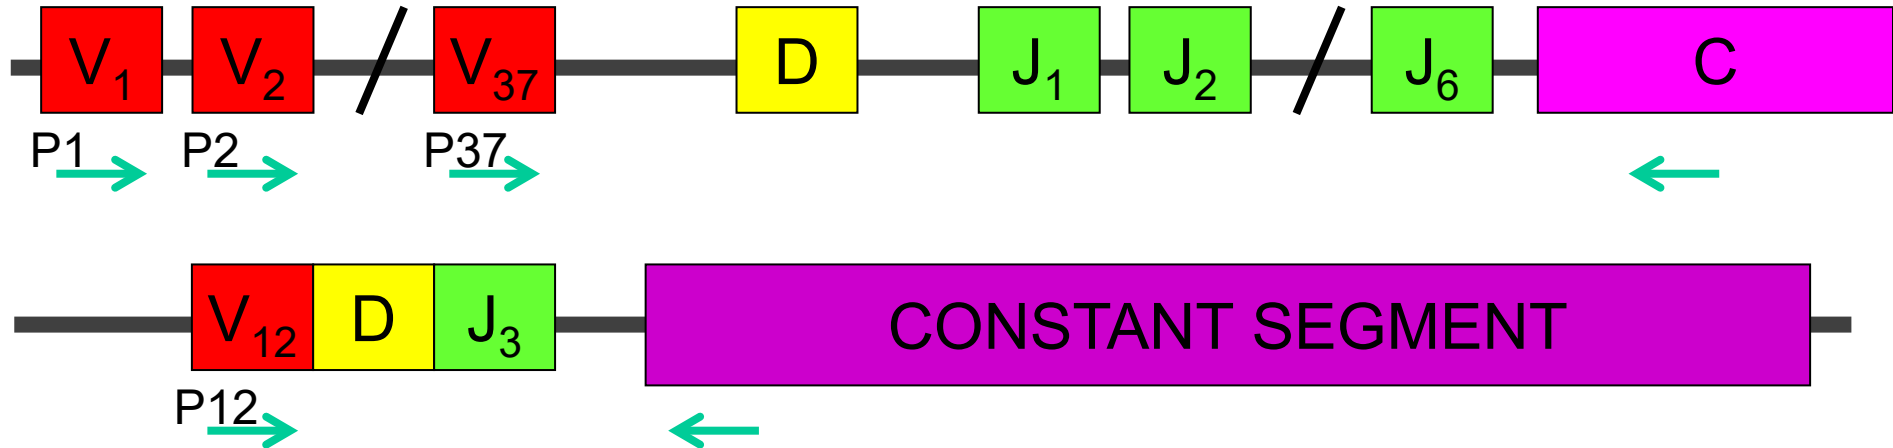 V₁ V₂ V₃₇ D J₁ J₂ J₆ C
P1 P2 P37
V₁₂ D J₃ CONSTANT SEGMENT
P12